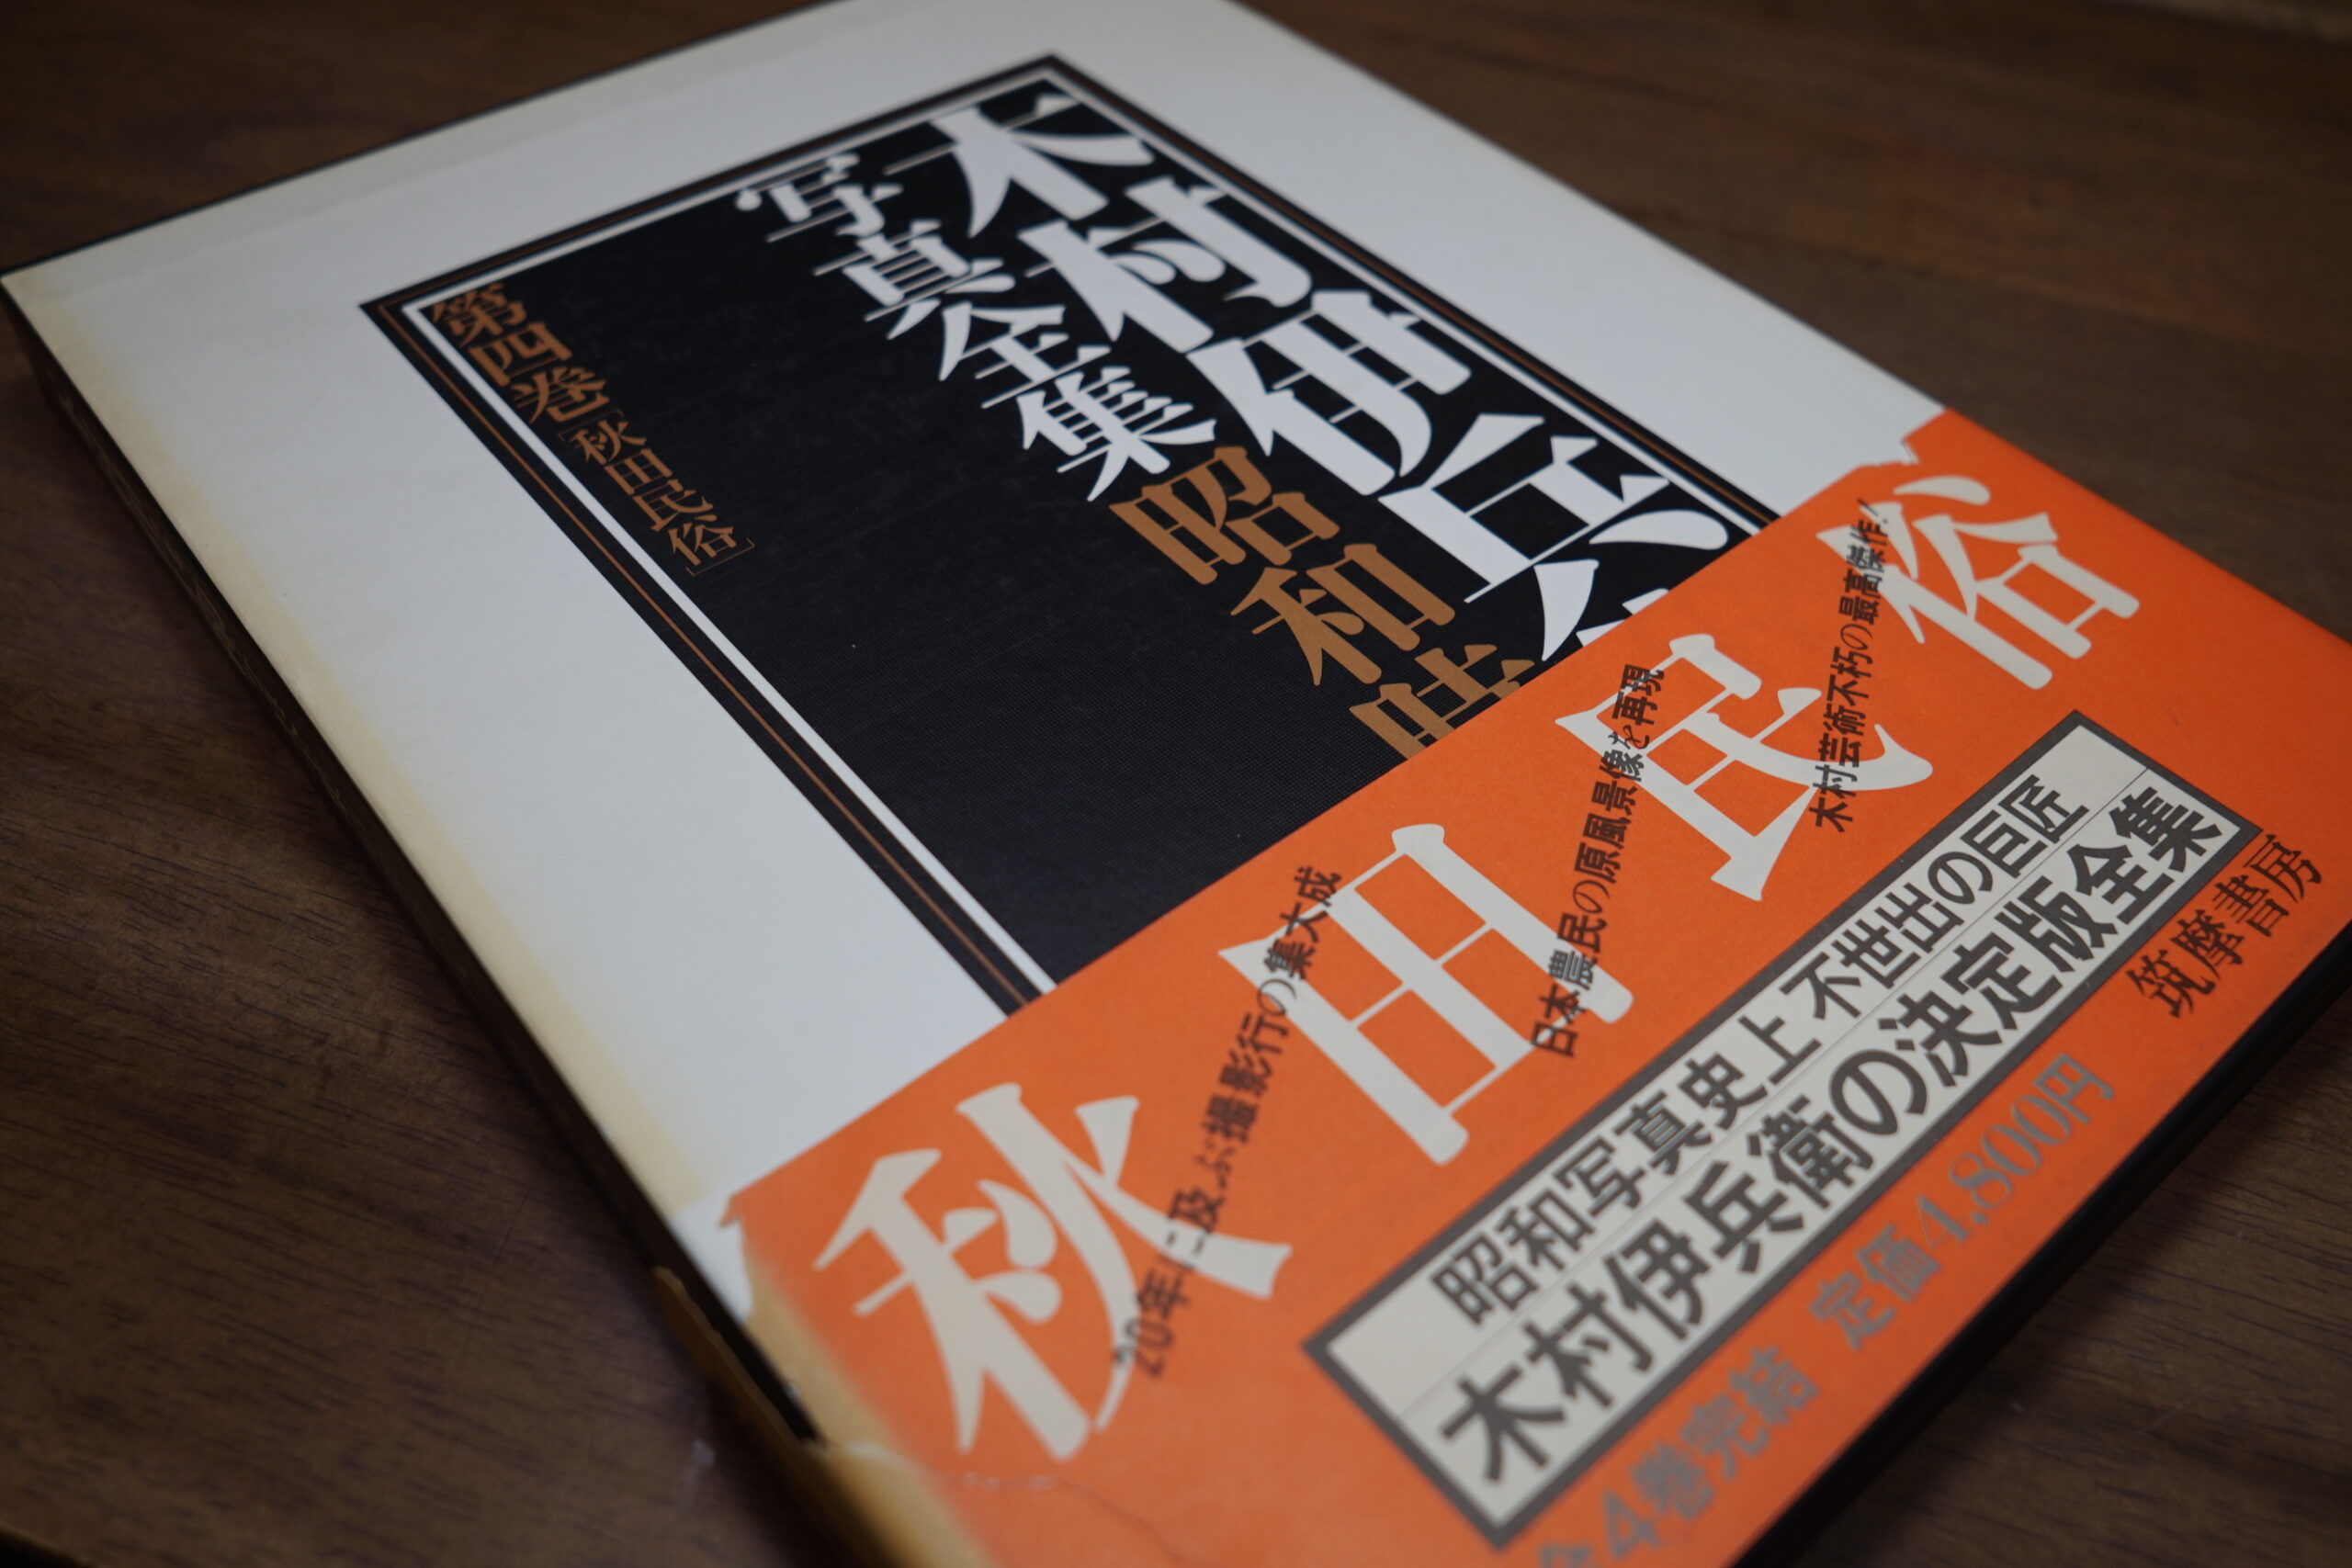 木村伊兵
写真全集
昭和時
第四巻[秋田民俗]
秋田民俗
20年に及ぶ撮影行の集大成
日本農民の原風景像を再現
木村芸術不朽の最高傑作!
昭和写真史上 不世出の巨匠
木村伊兵衛の決定版全集
筑摩書房
全4巻完結 定価4,800円